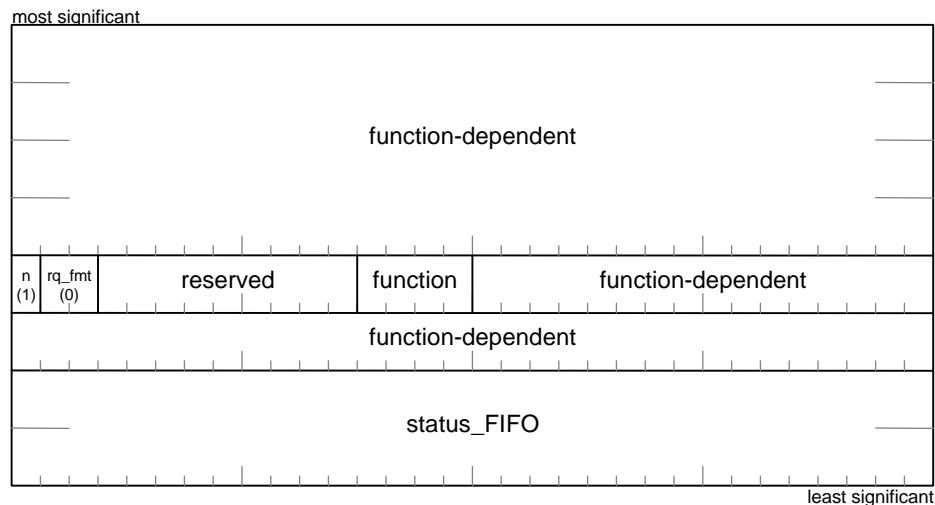 most significant
function-dependent
n (1) rq_fmt (0) reserved function function-dependent
function-dependent
status_FIFO
least significant